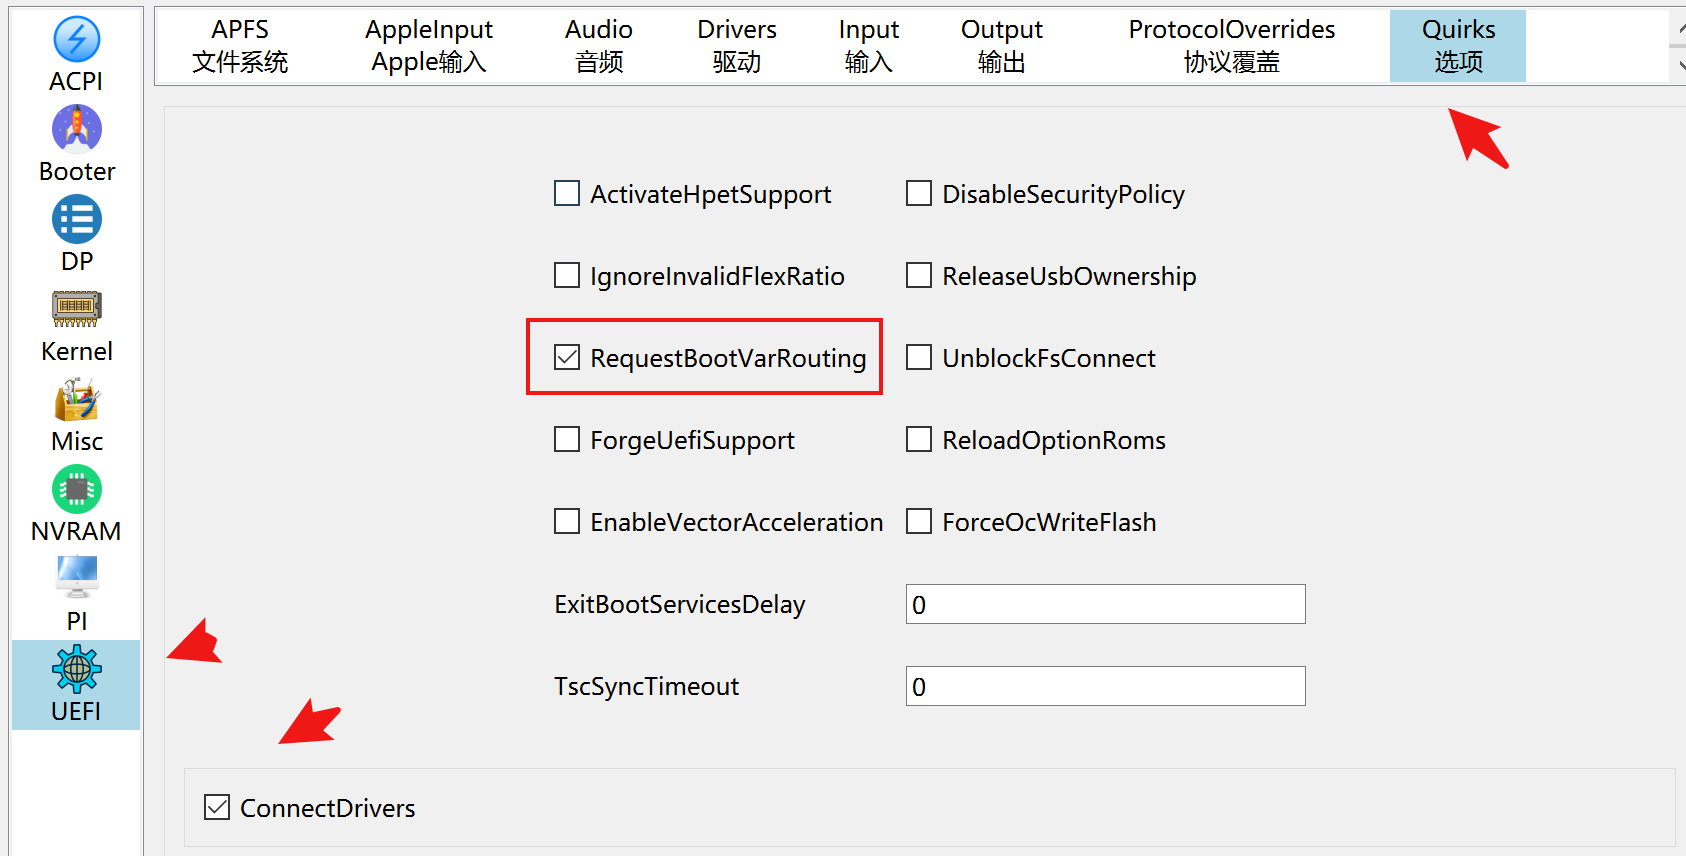 ACPI
Booter
DP
Kernel
Misc
NVRAM
PI
UEFI
APFS
文件系统
AppleInput
Apple输入
Audio
音频
Drivers
驱动
Input
输入
Output
输出
ProtocolOverrides
协议覆盖
Quirks
选项
ActivateHpetSupport
DisableSecurityPolicy
IgnoreInvalidFlexRatio
ReleaseUsbOwnership
RequestBootVarRouting
UnblockFsConnect
ForgeUefiSupport
ReloadOptionRoms
EnableVectorAcceleration
ForceOcWriteFlash
ExitBootServicesDelay
0
TscSyncTimeout
0
ConnectDrivers